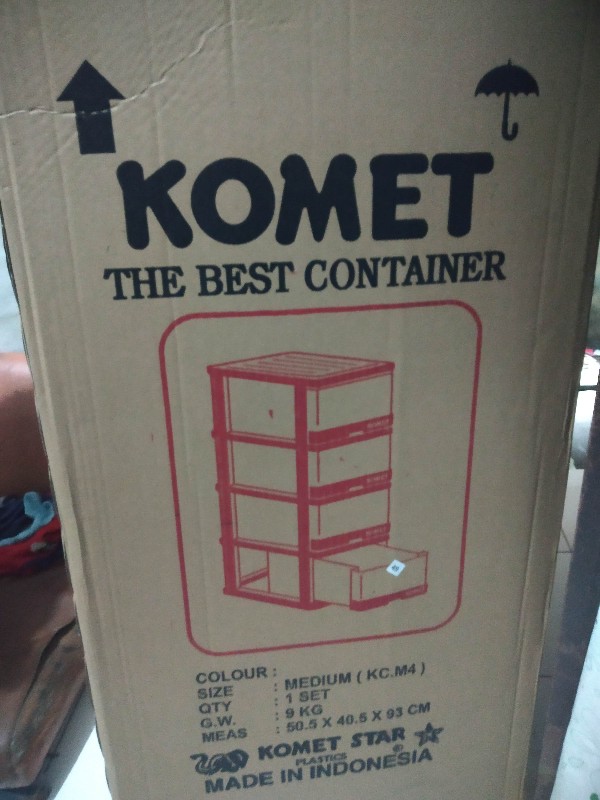 KOMET
THE BEST CONTAINER
COLOUR :
SIZE : MEDIUM ( KC.M4 )
QTY : 1 SET
G.W. : 9 KG
MEAS : 50.5 X 40.5 X 93 CM
KOMET STAR ®
PLASTICS
MADE IN INDONESIA